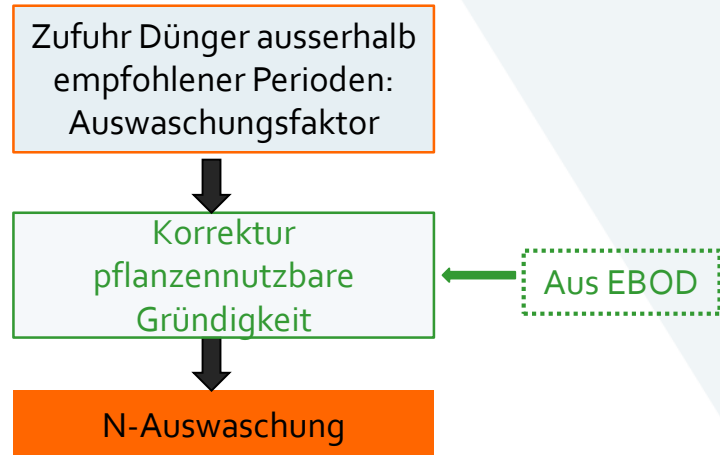 Zufuhr Dünger ausserhalb
empfohlener Perioden:
Auswaschungsfaktor
Korrektur
pflanzennutzbare
Gründigkeit
Aus EBOD
N-Auswaschung